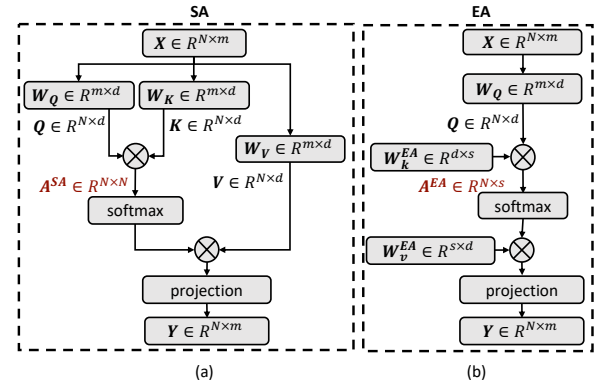 SA
X ∈ R^{N×m}
W_Q ∈ R^{m×d}
W_K ∈ R^{m×d}
Q ∈ R^{N×d}
K ∈ R^{N×d}
W_V ∈ R^{m×d}
A^{SA} ∈ R^{N×N}
V ∈ R^{N×d}
softmax
projection
Y ∈ R^{N×m}
(a)
EA
X ∈ R^{N×m}
W_Q ∈ R^{m×d}
Q ∈ R^{N×d}
W_k^{EA} ∈ R^{d×s}
A^{EA} ∈ R^{N×s}
softmax
W_v^{EA} ∈ R^{s×d}
projection
Y ∈ R^{N×m}
(b)